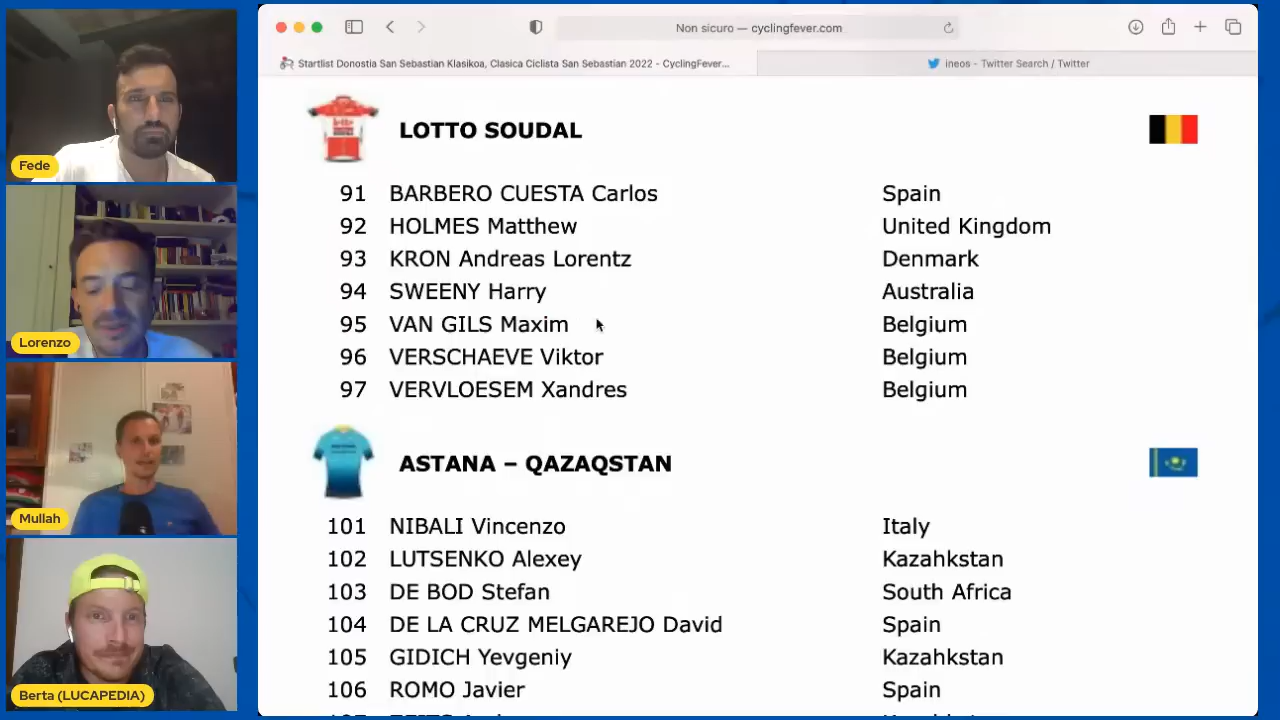 Non sicuro — cyclingfever.com
Startlist Donostia San Sebastian Klasikoa, Clasica Ciclista San Sebastian 2022 - CyclingFever...
ineos - Twitter Search / Twitter
LOTTO SOUDAL
91 BARBERO CUESTA Carlos Spain
92 HOLMES Matthew United Kingdom
93 KRON Andreas Lorentz Denmark
94 SWEENY Harry Australia
95 VAN GILS Maxim Belgium
96 VERSCHAEVE Viktor Belgium
97 VERVLOESEM Xandres Belgium
ASTANA – QAZAQSTAN
101 NIBALI Vincenzo Italy
102 LUTSENKO Alexey Kazahkstan
103 DE BOD Stefan South Africa
104 DE LA CRUZ MELGAREJO David Spain
105 GIDICH Yevgeniy Kazahkstan
106 ROMO Javier Spain
Fede
Lorenzo
Mullah
Berta (LUCAPEDIA)